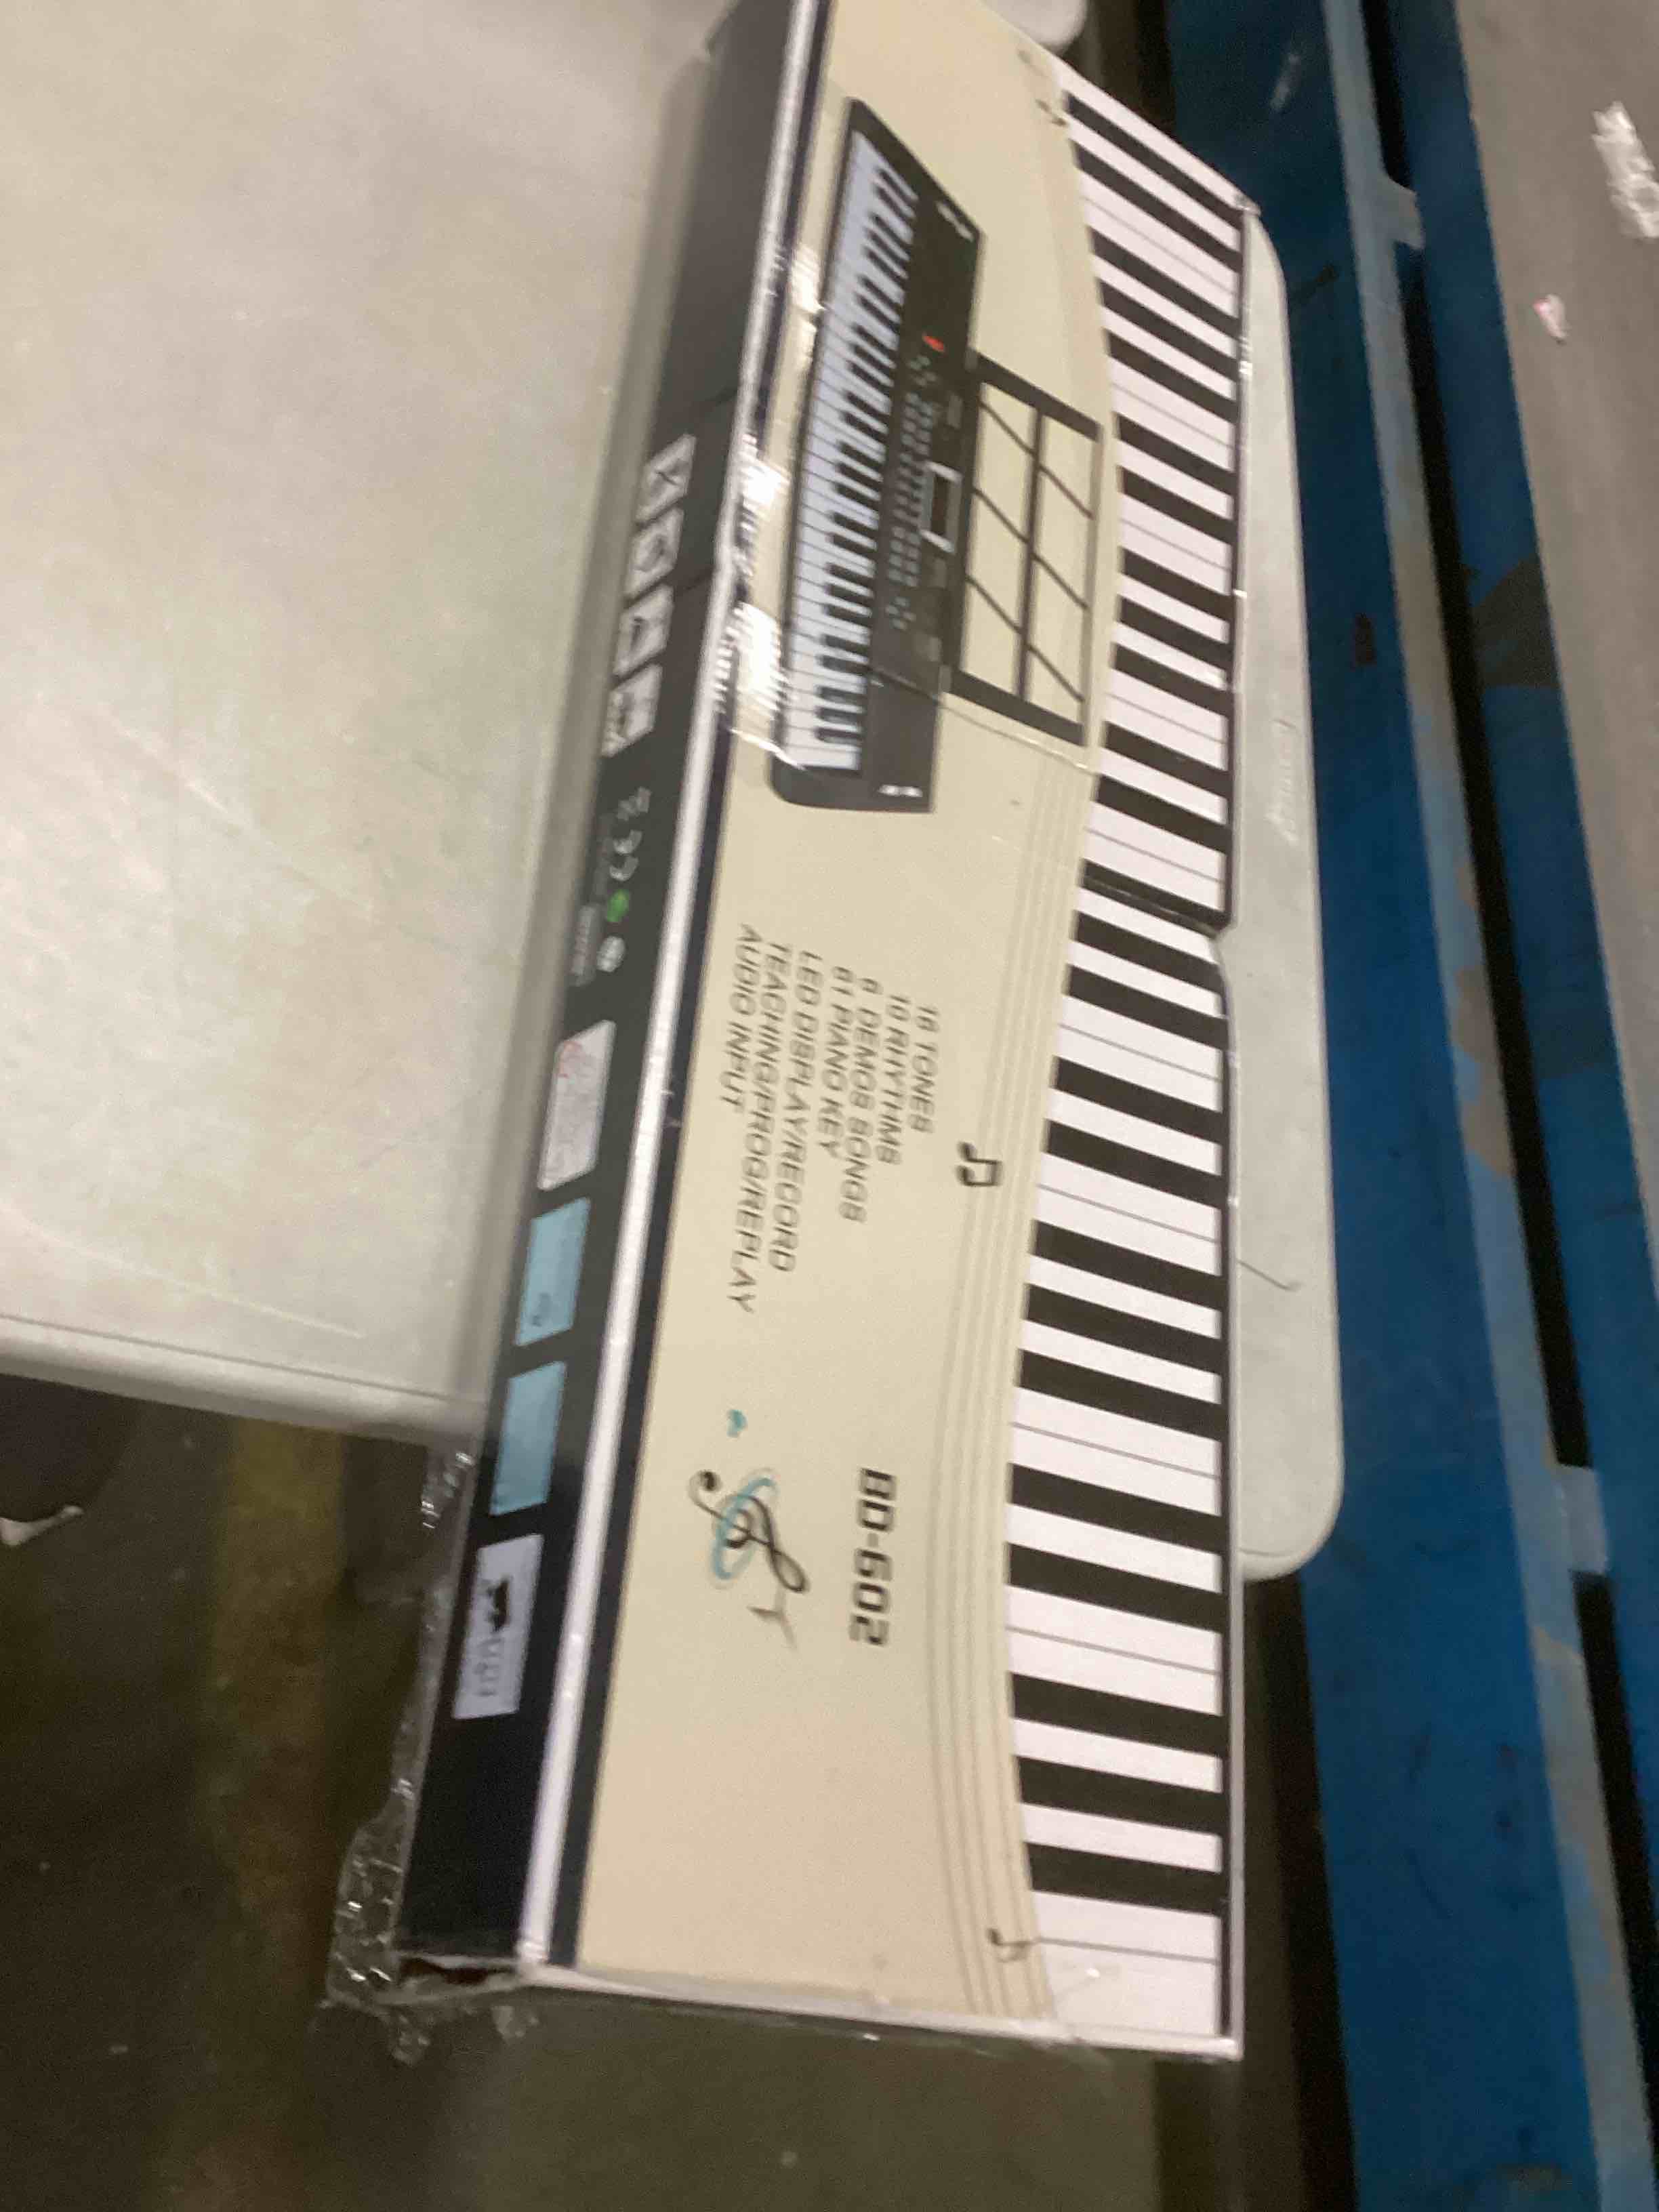 16 TONES
10 RHYTHMS
6 DEMOS SONGS
61 PIANO KEY
LED DISPLAY/RECORD
TEACHING/PROG/REPLAY
AUDIO INPUT
BD-602